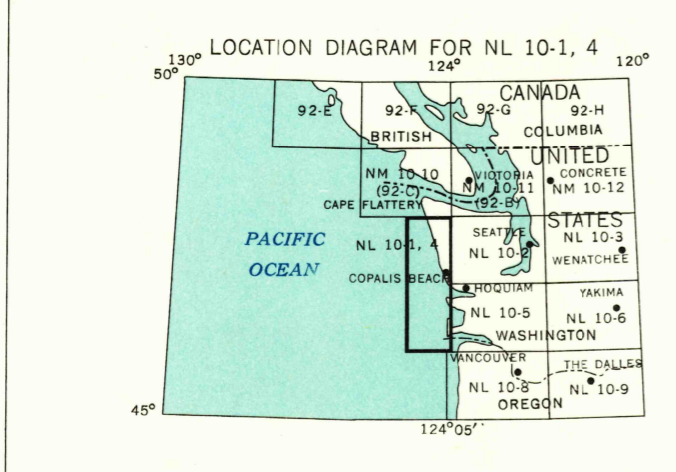 LOCATION DIAGRAM FOR NL 10-1, 4
130° 124° 120°
50°
CANADA
92-E 92-F 92-G 92-H
BRITISH COLUMBIA
UNITED
NM 10-10 VICTORIA CONCRETE
(92-C) NM 10-11 NM 10-12
CAPE FLATTERY (92-B)
STATES
SEATTLE NL 10-3
PACIFIC NL 10-1, 4 NL 10-2
OCEAN WENATCHEE
COPALIS BEACH HOQUIAM
YAKIMA
NL 10-5 NL 10-6
WASHINGTON
VANCOUVER THE DALLES
NL 10-8 NL 10-9
OREGON
45°
124°05′